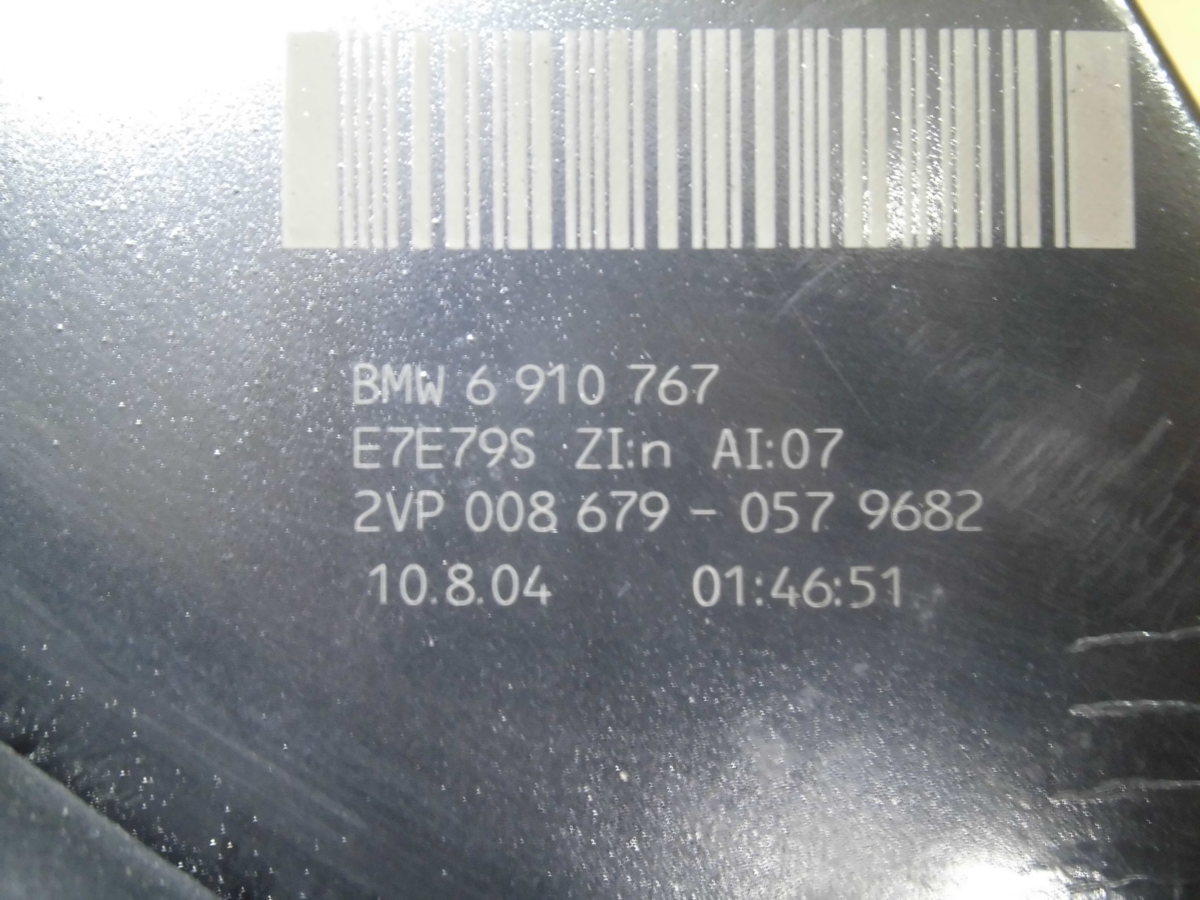 BMW 6 910 767
E7E79S ZI:n AI:07
2VP 008 679 - 057 9682
10.8.04 01:46:51